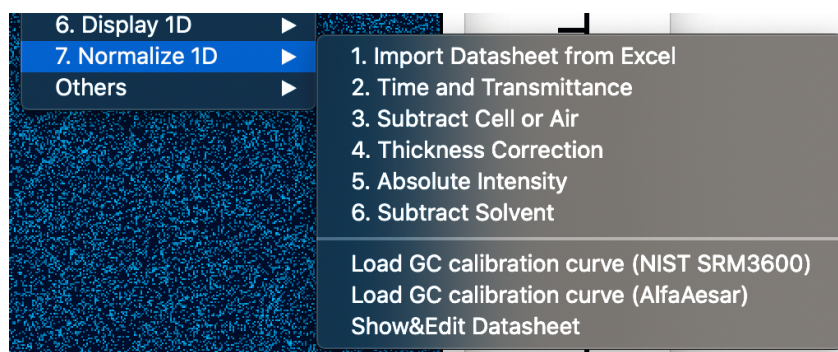 6. Display 1D
7. Normalize 1D
Others
1. Import Datasheet from Excel
2. Time and Transmittance
3. Subtract Cell or Air
4. Thickness Correction
5. Absolute Intensity
6. Subtract Solvent
Load GC calibration curve (NIST SRM3600)
Load GC calibration curve (AlfaAesar)
Show&Edit Datasheet